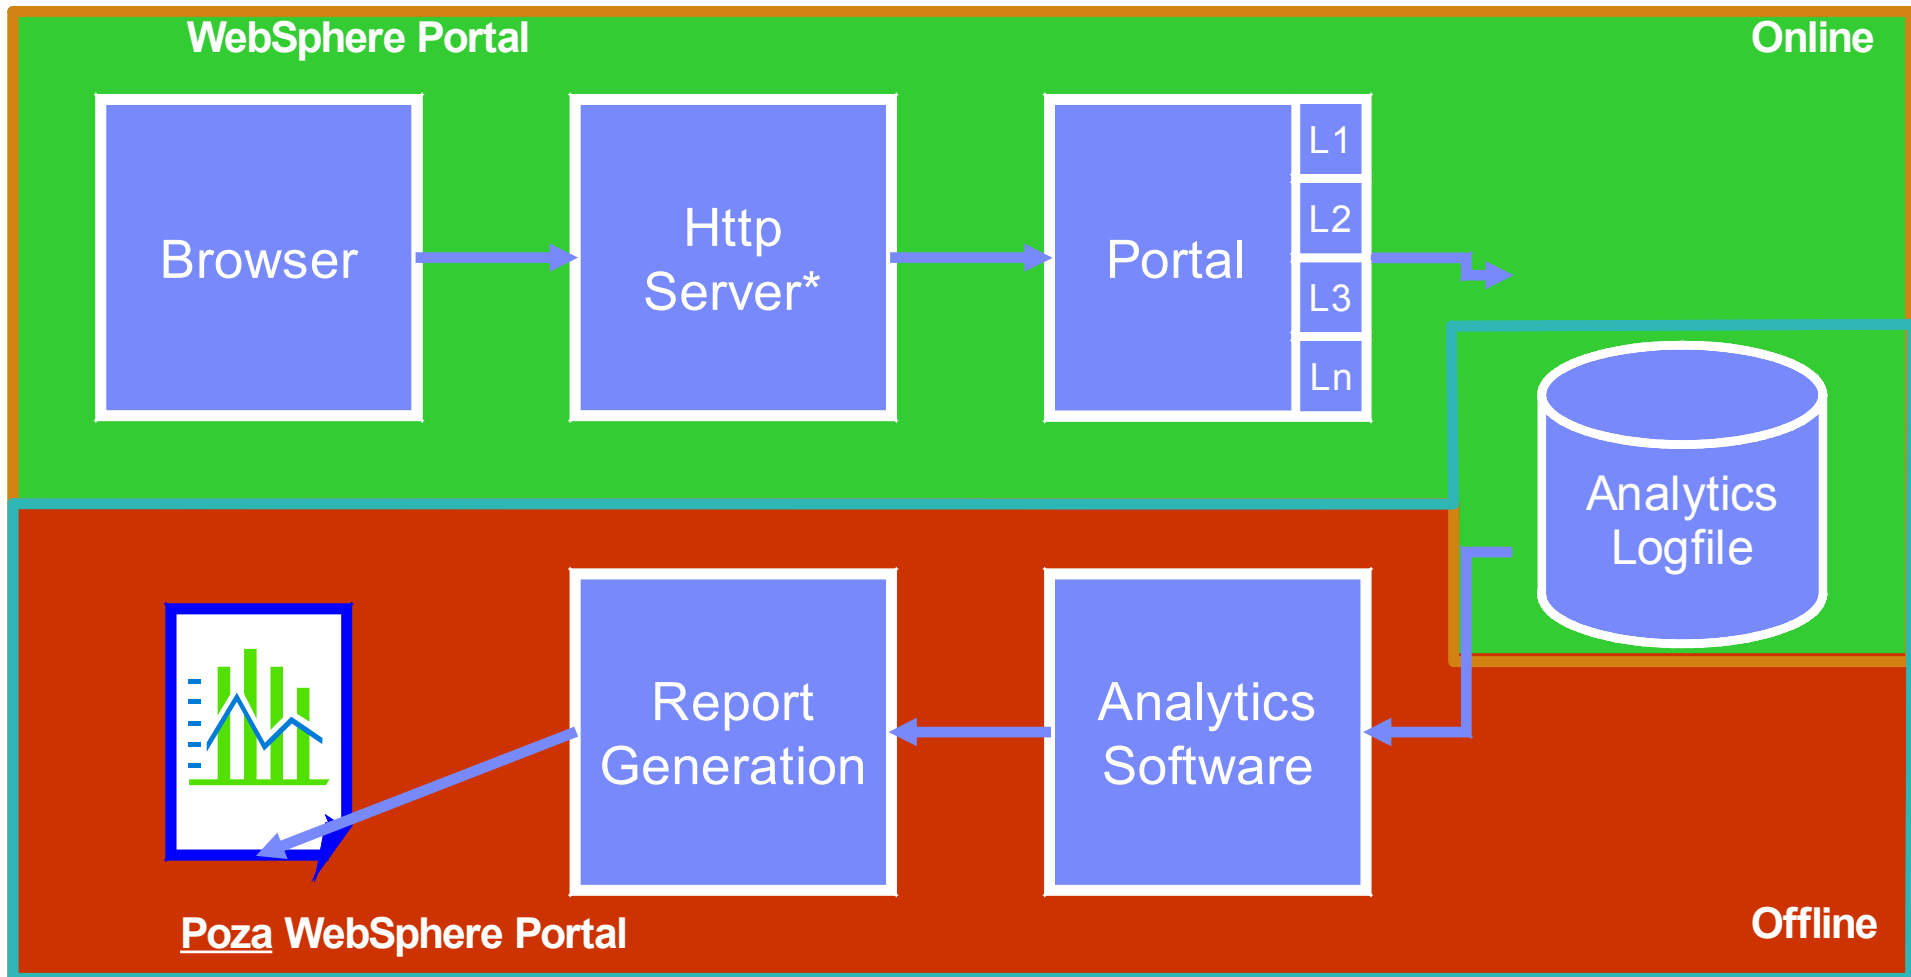 WebSphere Portal
Online
Browser
Http
Server*
Portal
L1
L2
L3
Ln
Analytics
Logfile
Report
Generation
Analytics
Software
Poza WebSphere Portal
Offline